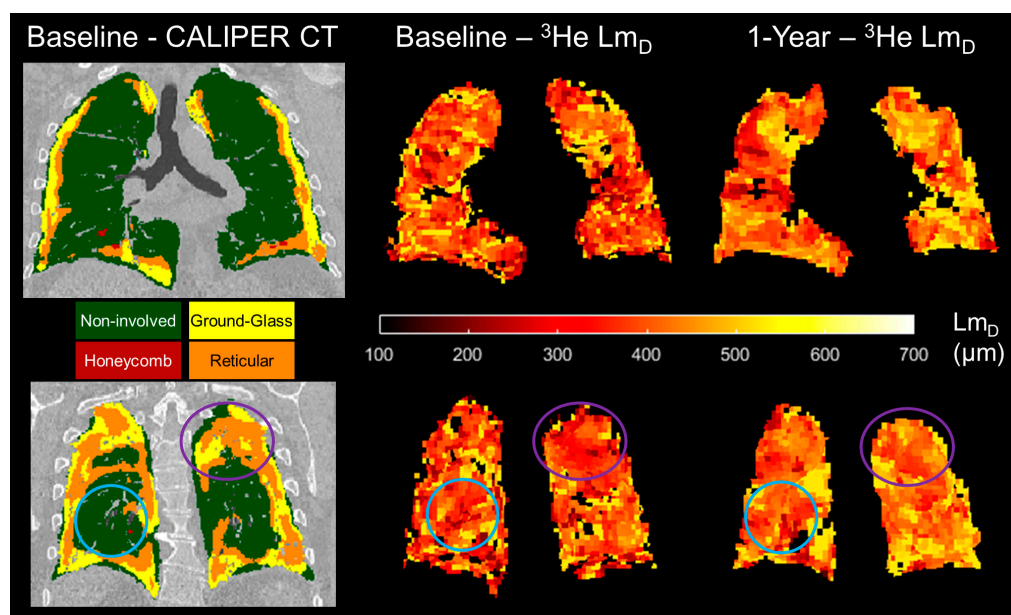 Baseline - CALIPER CT
Baseline – ³He Lm_D
1-Year – ³He Lm_D
Non-involved
Ground-Glass
Honeycomb
Reticular
100 200 300 400 500 600 700
Lm_D
(µm)